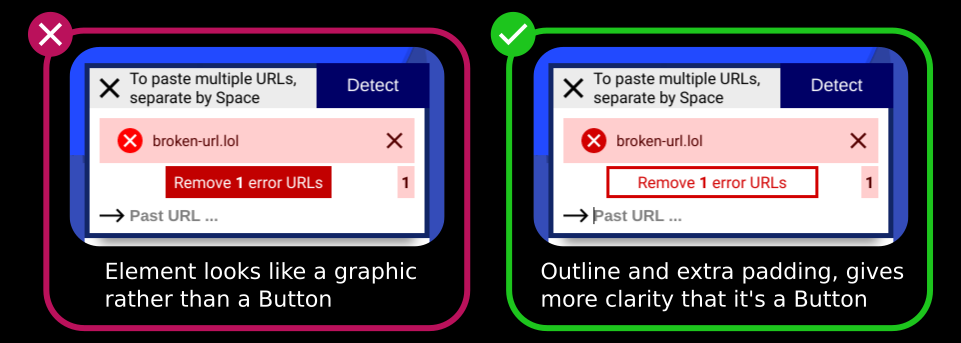 To paste multiple URLs,
separate by Space
Detect
broken-url.lol
Remove 1 error URLs
1
Past URL ...
Element looks like a graphic
rather than a Button
To paste multiple URLs,
separate by Space
Detect
broken-url.lol
Remove 1 error URLs
1
Past URL ...
Outline and extra padding, gives
more clarity that it's a Button